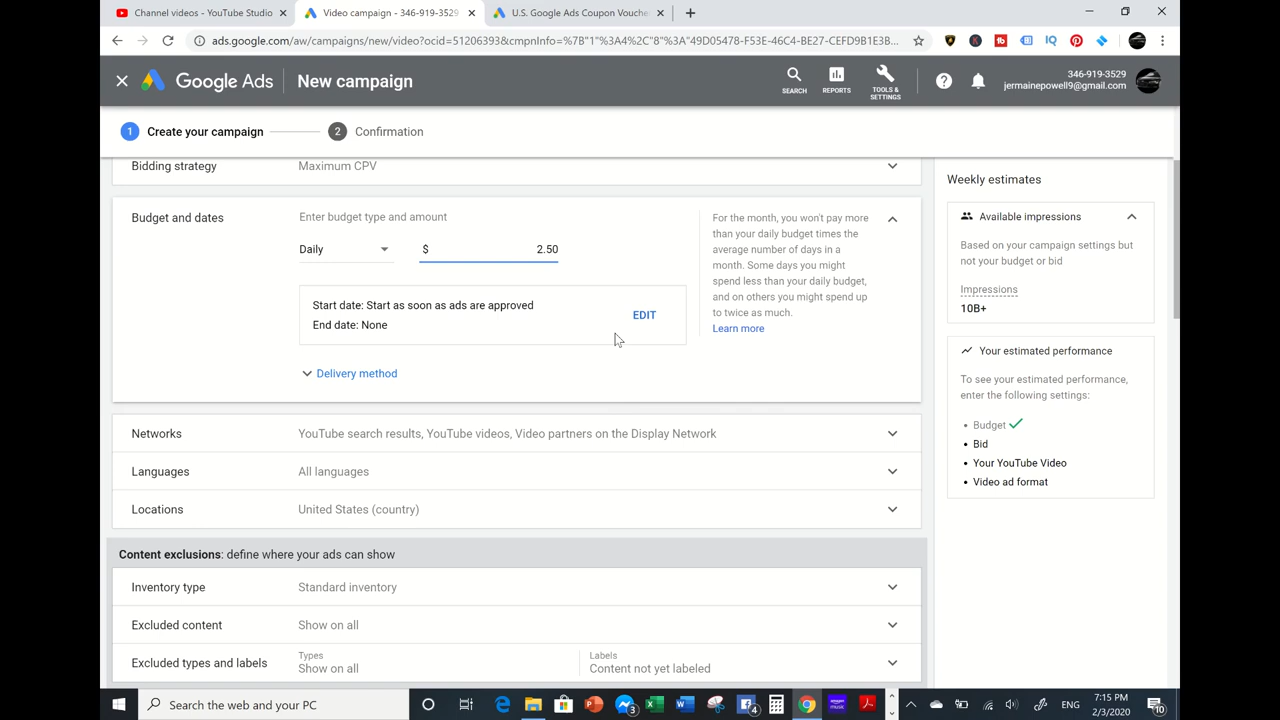 Channel videos - YouTube Studio
Video campaign - 346-919-3529
U.S. Google Ads Coupon Vouche
ads.google.com/aw/campaigns/new/video?ocid=51206393&cmpnInfo=%7B"1"%3A4%2C"8"%3A"49D05478-F53E-46C4-BE27-CEFD9B1E3B...
Google Ads
New campaign
SEARCH
REPORTS
TOOLS & SETTINGS
346-919-3529
jermainepowell9@gmail.com
1 Create your campaign
2 Confirmation
Bidding strategy Maximum CPV
Budget and dates
Enter budget type and amount
Daily $ 2.50
Start date: Start as soon as ads are approved
End date: None
EDIT
Delivery method
For the month, you won't pay more
than your daily budget times the
average number of days in a
month. Some days you might
spend less than your daily budget,
and on others you might spend up
to twice as much.
Learn more
Networks YouTube search results, YouTube videos, Video partners on the Display Network
Languages All languages
Locations United States (country)
Content exclusions: define where your ads can show
Inventory type Standard inventory
Excluded content Show on all
Excluded types and labels
Types
Show on all
Labels
Content not yet labeled
Weekly estimates
Available impressions
Based on your campaign settings but
not your budget or bid
Impressions
10B+
Your estimated performance
To see your estimated performance,
enter the following settings:
• Budget
• Bid
• Your YouTube Video
• Video ad format
Search the web and your PC
3
4
ENG
7:15 PM
2/3/2020
10